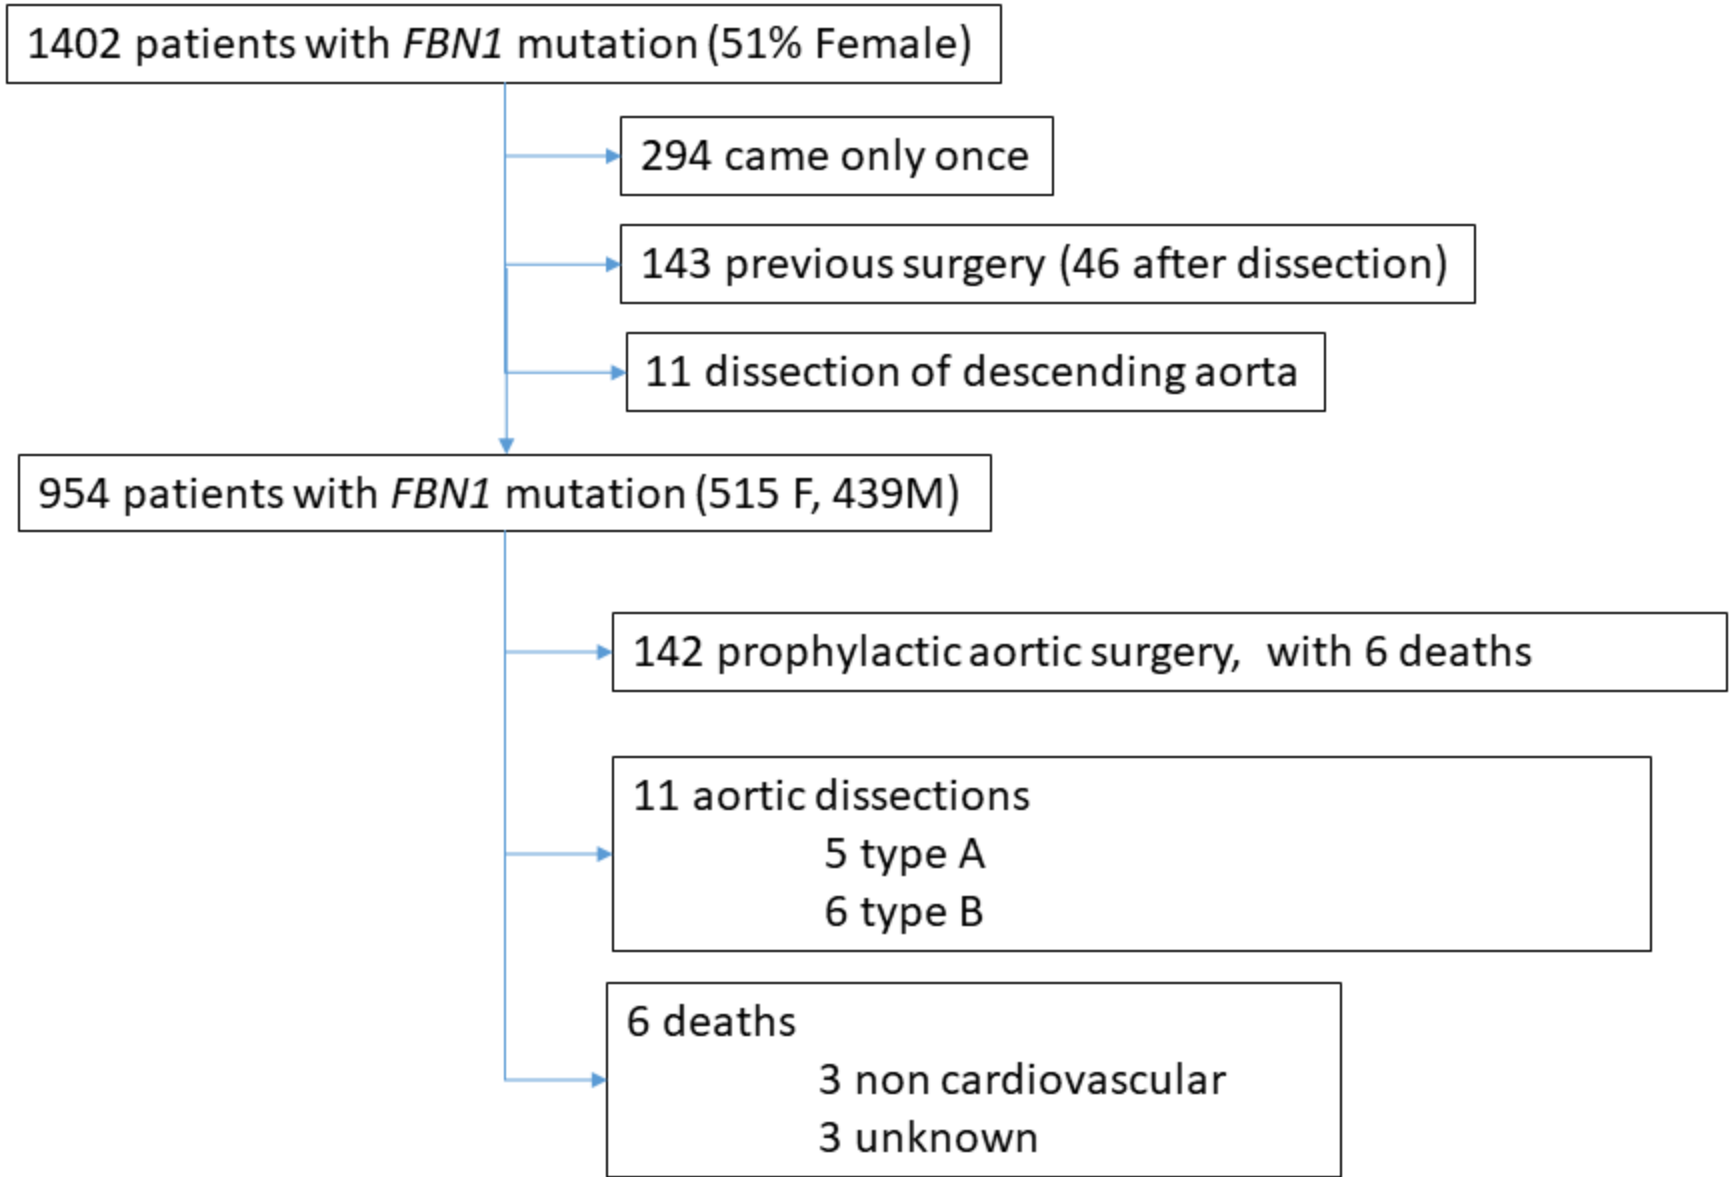 1402 patients with FBN1 mutation (51% Female)
294 came only once
143 previous surgery (46 after dissection)
11 dissection of descending aorta
954 patients with FBN1 mutation (515 F, 439M)
142 prophylactic aortic surgery, with 6 deaths
11 aortic dissections
5 type A
6 type B
6 deaths
3 non cardiovascular
3 unknown